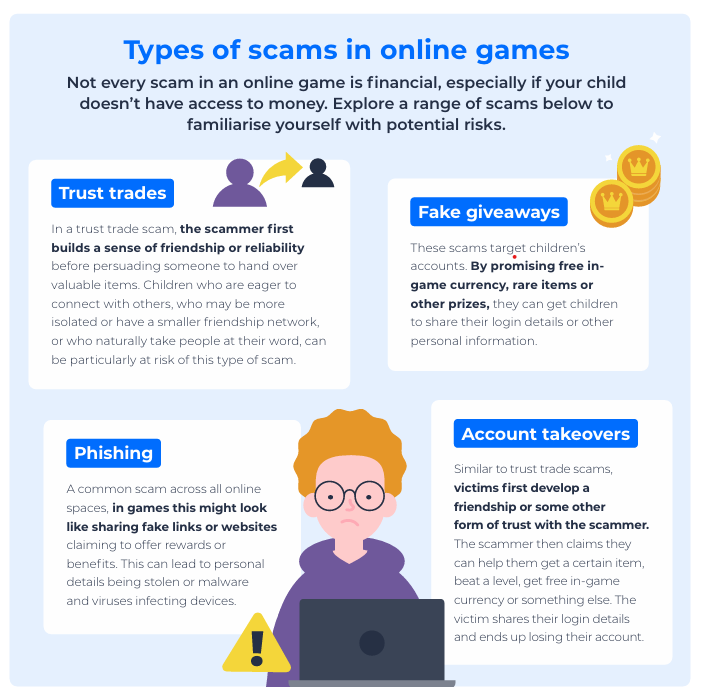 Types of scams in online games
Not every scam in an online game is financial, especially if your child
doesn't have access to money. Explore a range of scams below to
familiarise yourself with potential risks.
Trust trades
In a trust trade scam, the scammer first
builds a sense of friendship or reliability
before persuading someone to hand over
valuable items. Children who are eager to
connect with others, who may be more
isolated or have a smaller friendship network,
or who naturally take people at their word, can
be particularly at risk of this type of scam.
Fake giveaways
These scams target children's
accounts. By promising free in-
game currency, rare items or
other prizes, they can get children
to share their login details or other
personal information.
Phishing
A common scam across all online
spaces, in games this might look
like sharing fake links or websites
claiming to offer rewards or
benefits. This can lead to personal
details being stolen or malware
and viruses infecting devices.
Account takeovers
Similar to trust trade scams,
victims first develop a
friendship or some other
form of trust with the scammer.
The scammer then claims they
can help them get a certain item,
beat a level, get free in-game
currency or something else. The
victim shares their login details
and ends up losing their account.